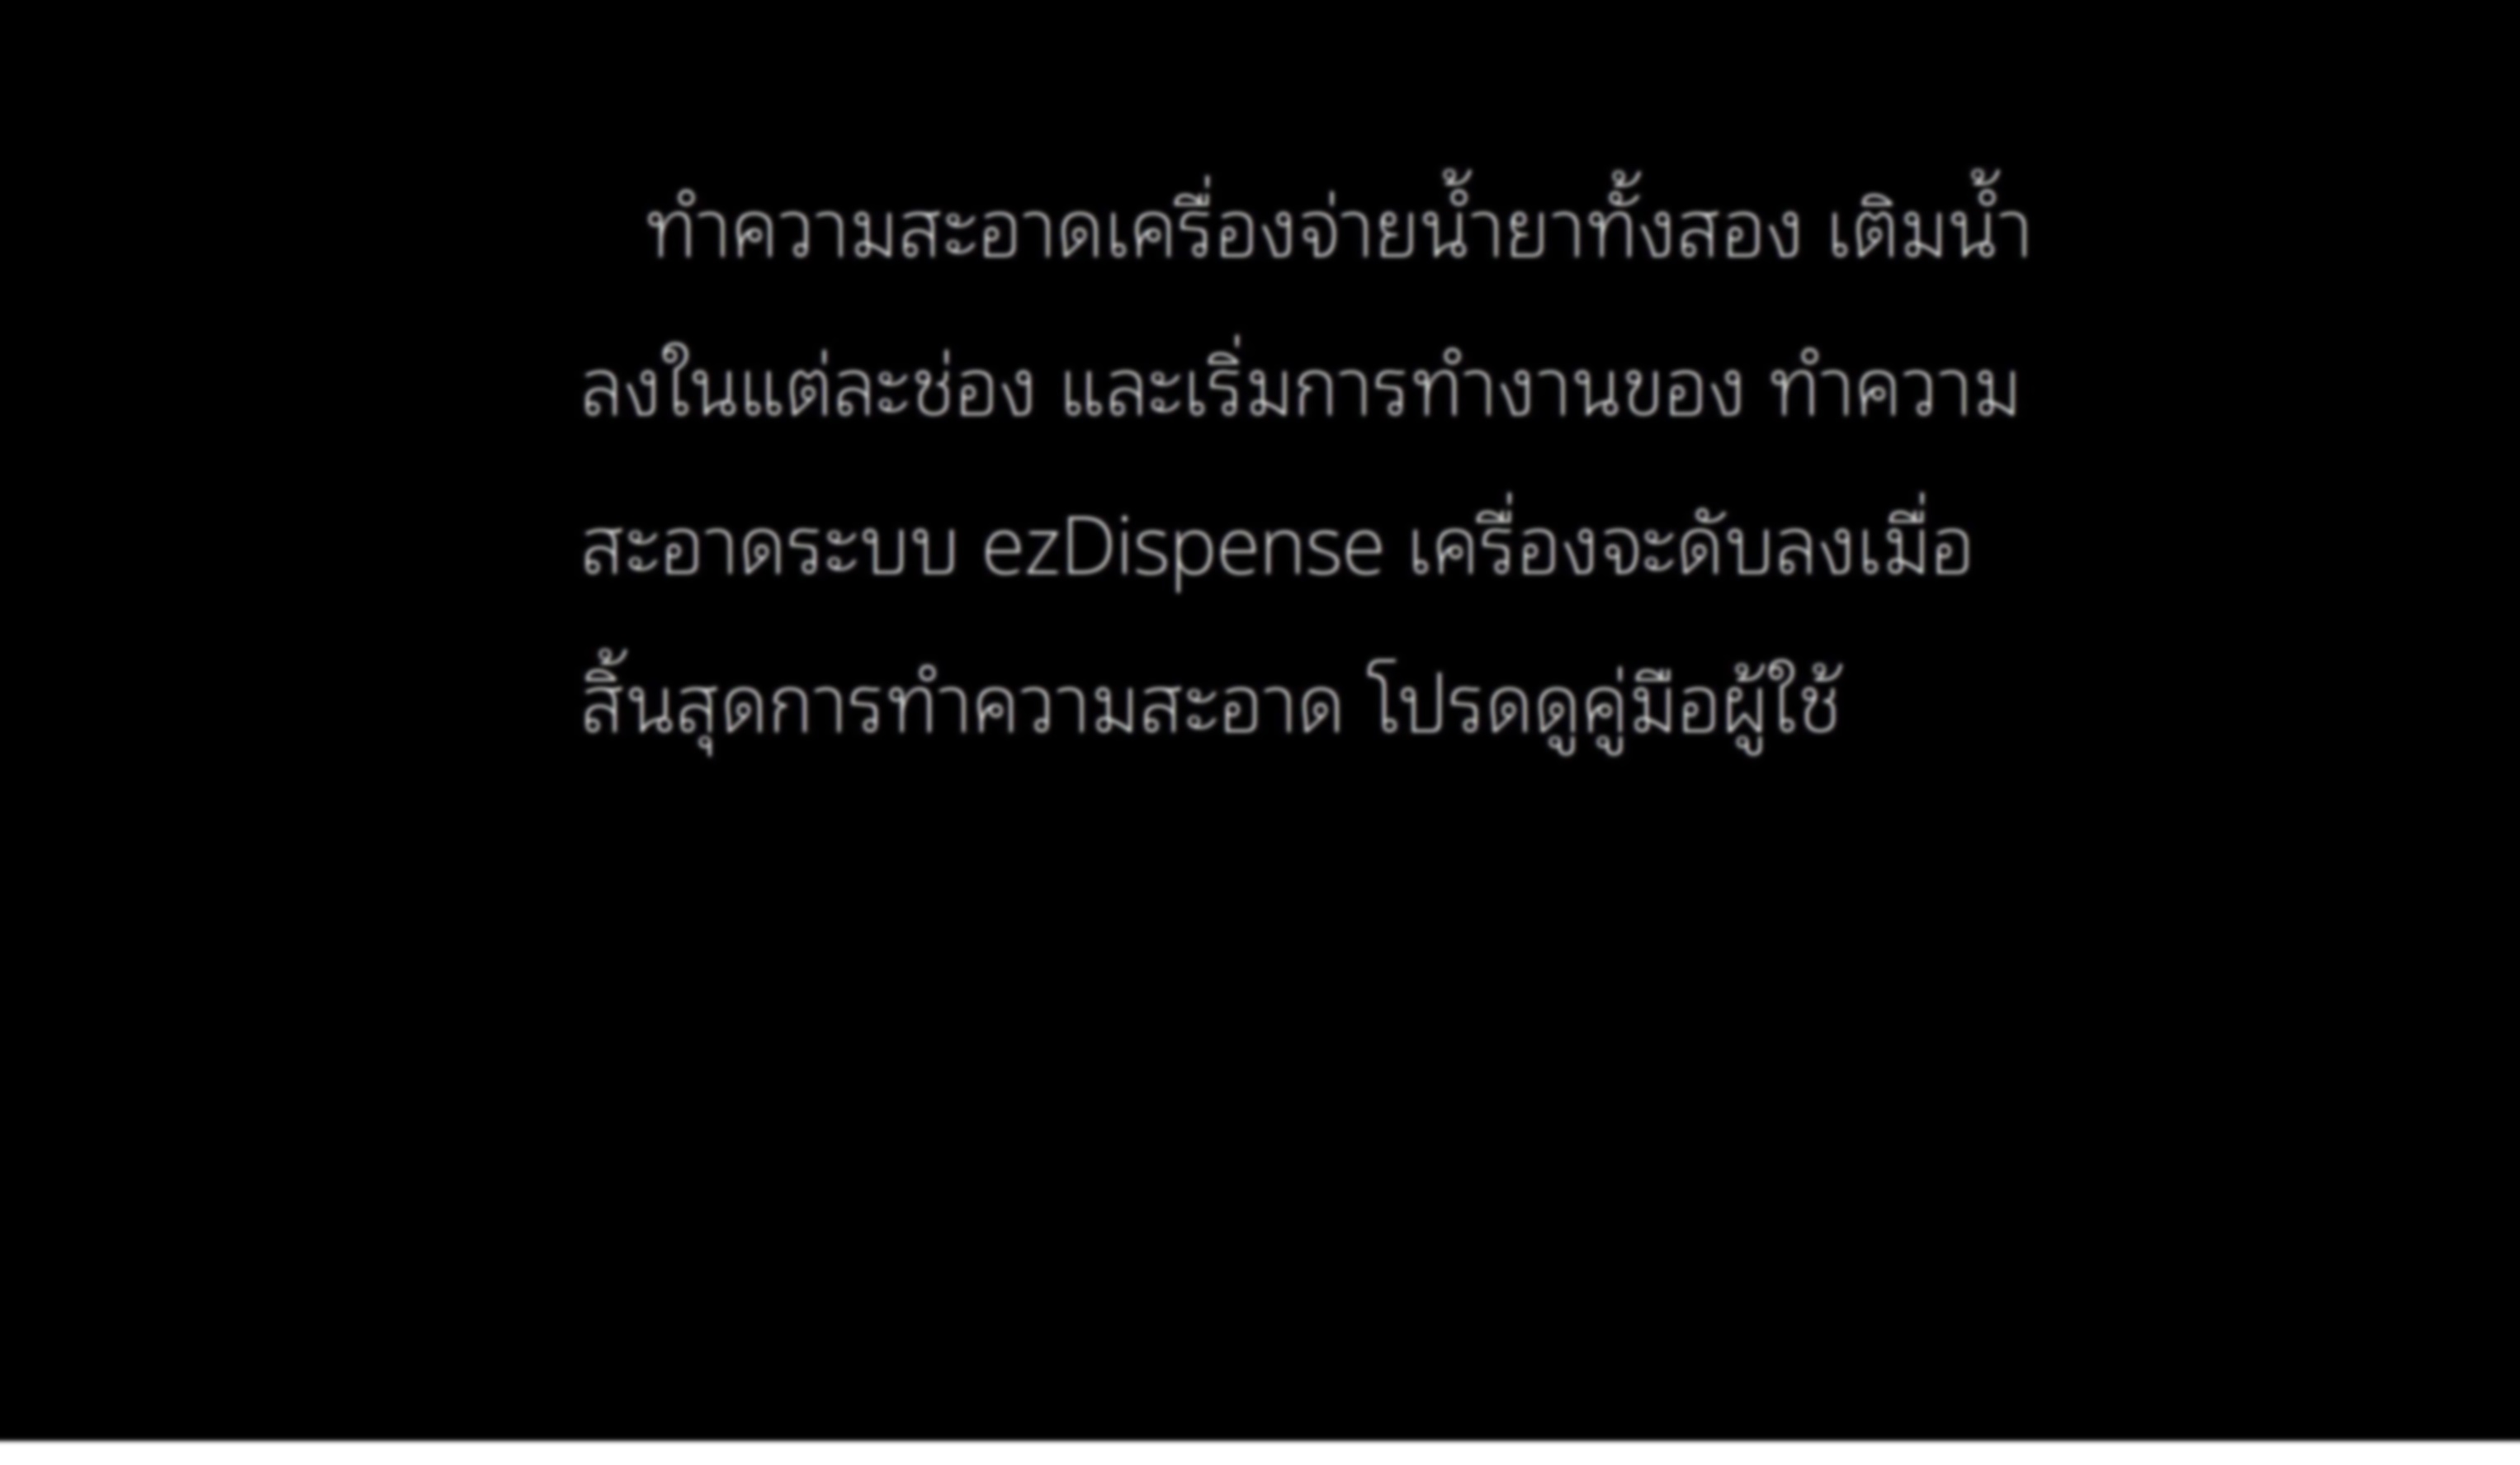 ทำความสะอาดเครื่องจ่ายน้ำยาทั้งสอง เติมน้ำ
ลงในแต่ละช่อง และเริ่มการทำงานของ ทำความ
สะอาดระบบ ezDispense เครื่องจะดับลงเมื่อ
สิ้นสุดการทำความสะอาด โปรดดูคู่มือผู้ใช้